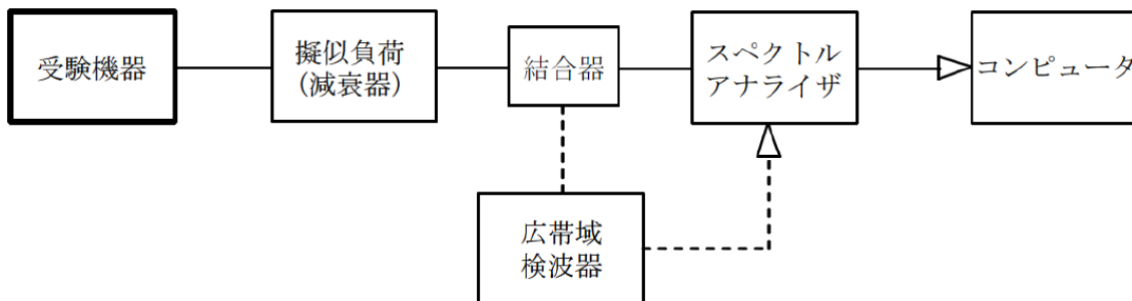 受験機器
擬似負荷
(減衰器)
結合器
スペクトル
アナライザ
コンピュータ
広帯域
検波器